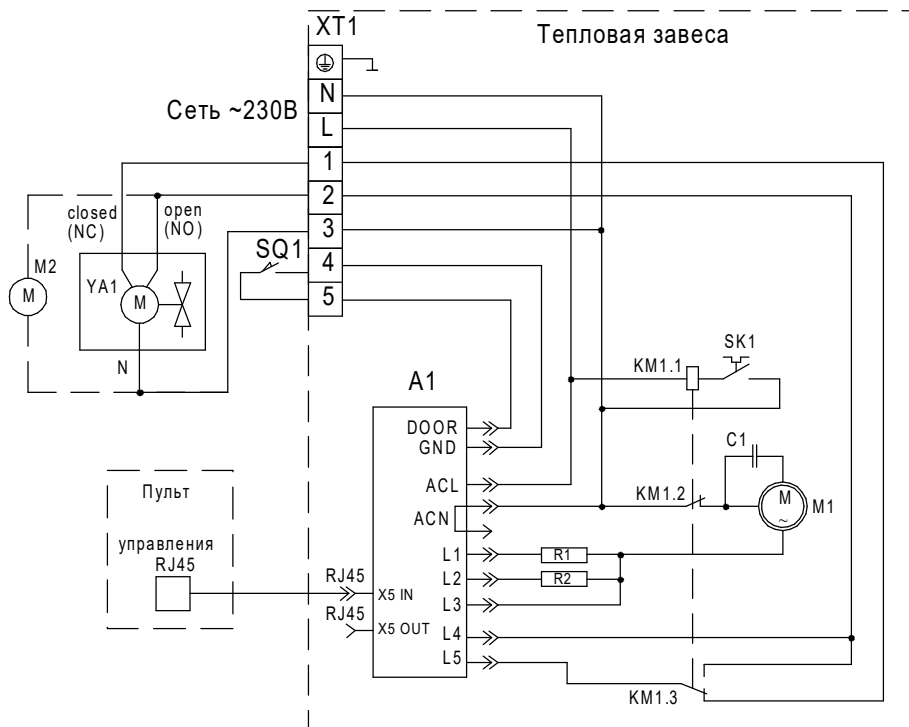 XT1
Тепловая завеса
N
Сеть ~230В
L
1
2
3
4
5
closed
(NC)
open
(NO)
SQ1
M2
M
YA1
M
N
SK1
KM1.1
A1
DOOR
GND
C1
ACL
KM1.2
M
~
M1
ACN
Пульт
управления
RJ45
L1
R1
L2
R2
RJ45
X5 IN
L3
RJ45
X5 OUT
L4
L5
KM1.3